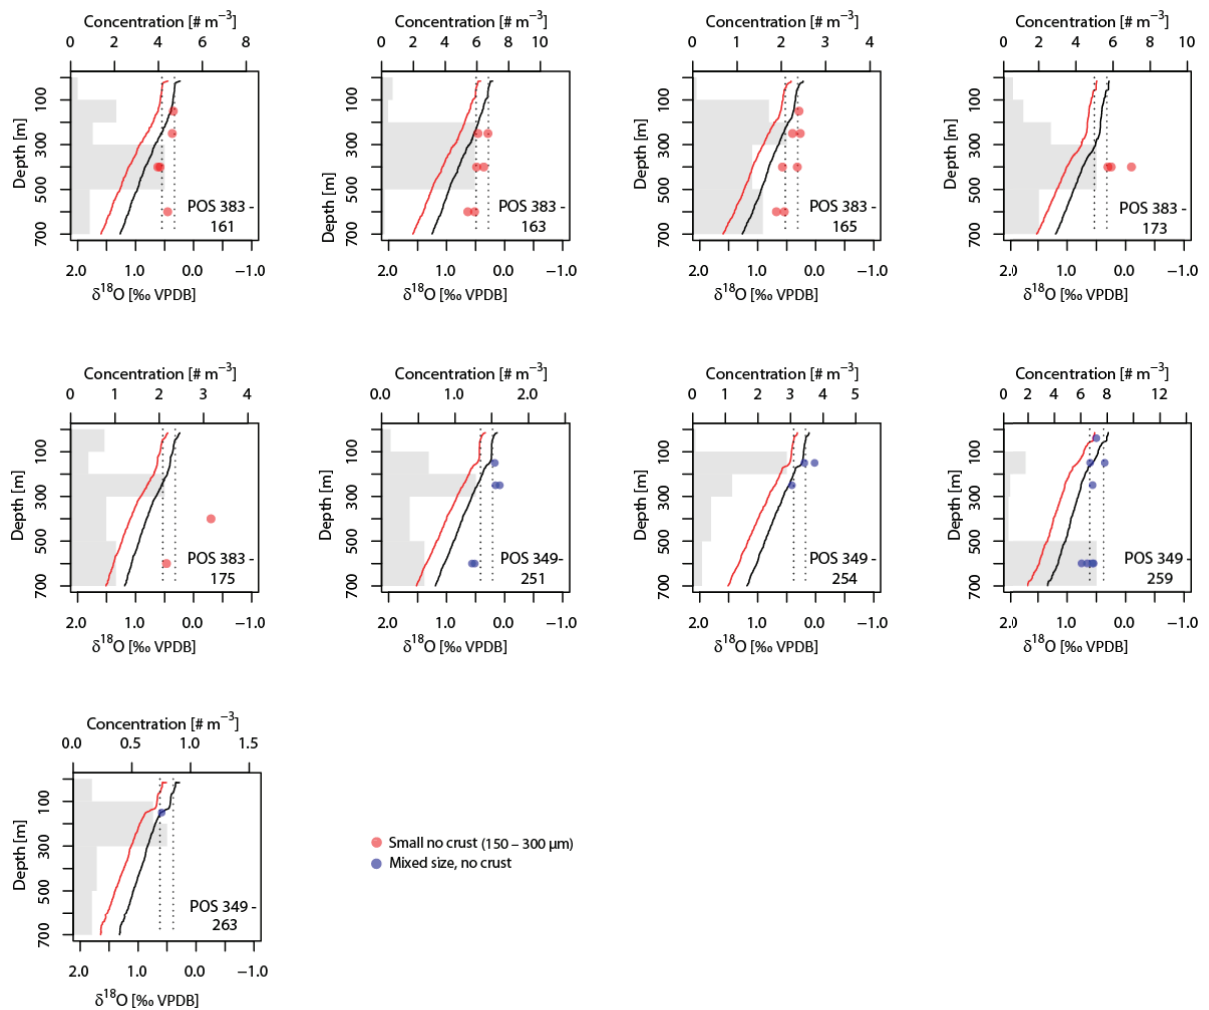 Concentration [# m⁻³]
0 2 4 6 8
Depth [m]
100
300
500
700
POS 383 -
161
2.0 1.0 0.0 −1.0
δ¹⁸O [‰ VPDB]
Concentration [# m⁻³]
0 2 4 6 8 10
Depth [m]
100
300
500
700
POS 383 -
163
2.0 1.0 0.0 −1.0
δ¹⁸O [‰ VPDB]
Concentration [# m⁻³]
0 1 2 3 4
Depth [m]
100
300
500
700
POS 383 -
165
2.0 1.0 0.0 −1.0
δ¹⁸O [‰ VPDB]
Concentration [# m⁻³]
0 2 4 6 8 10
Depth [m]
100
300
500
700
POS 383 -
173
2.0 1.0 0.0 −1.0
δ¹⁸O [‰ VPDB]
Concentration [# m⁻³]
0 1 2 3 4
Depth [m]
100
300
500
700
POS 383 -
175
2.0 1.0 0.0 −1.0
δ¹⁸O [‰ VPDB]
Concentration [# m⁻³]
0.0 1.0 2.0
Depth [m]
100
300
500
700
POS 349-
251
2.0 1.0 0.0 −1.0
δ¹⁸O [‰ VPDB]
Concentration [# m⁻³]
0 1 2 3 4 5
Depth [m]
100
300
500
700
POS 349-
254
2.0 1.0 0.0 −1.0
δ¹⁸O [‰ VPDB]
Concentration [# m⁻³]
0 2 4 6 8 12
Depth [m]
100
300
500
700
POS 349 -
259
2.0 1.0 0.0 −1.0
δ¹⁸O [‰ VPDB]
Concentration [# m⁻³]
0.0 0.5 1.0 1.5
Depth [m]
100
300
500
700
POS 349 -
263
2.0 1.0 0.0 −1.0
δ¹⁸O [‰ VPDB]
Small no crust (150 – 300 µm)
Mixed size, no crust